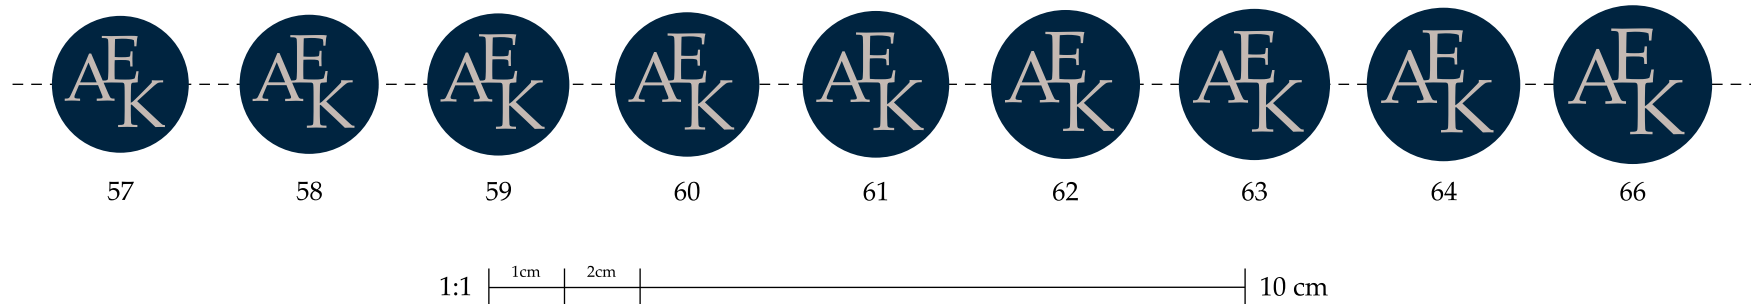 AEK AEK AEK AEK AEK AEK AEK AEK AEK
57 58 59 60 61 62 63 64 66
1cm 2cm
1:1 10 cm